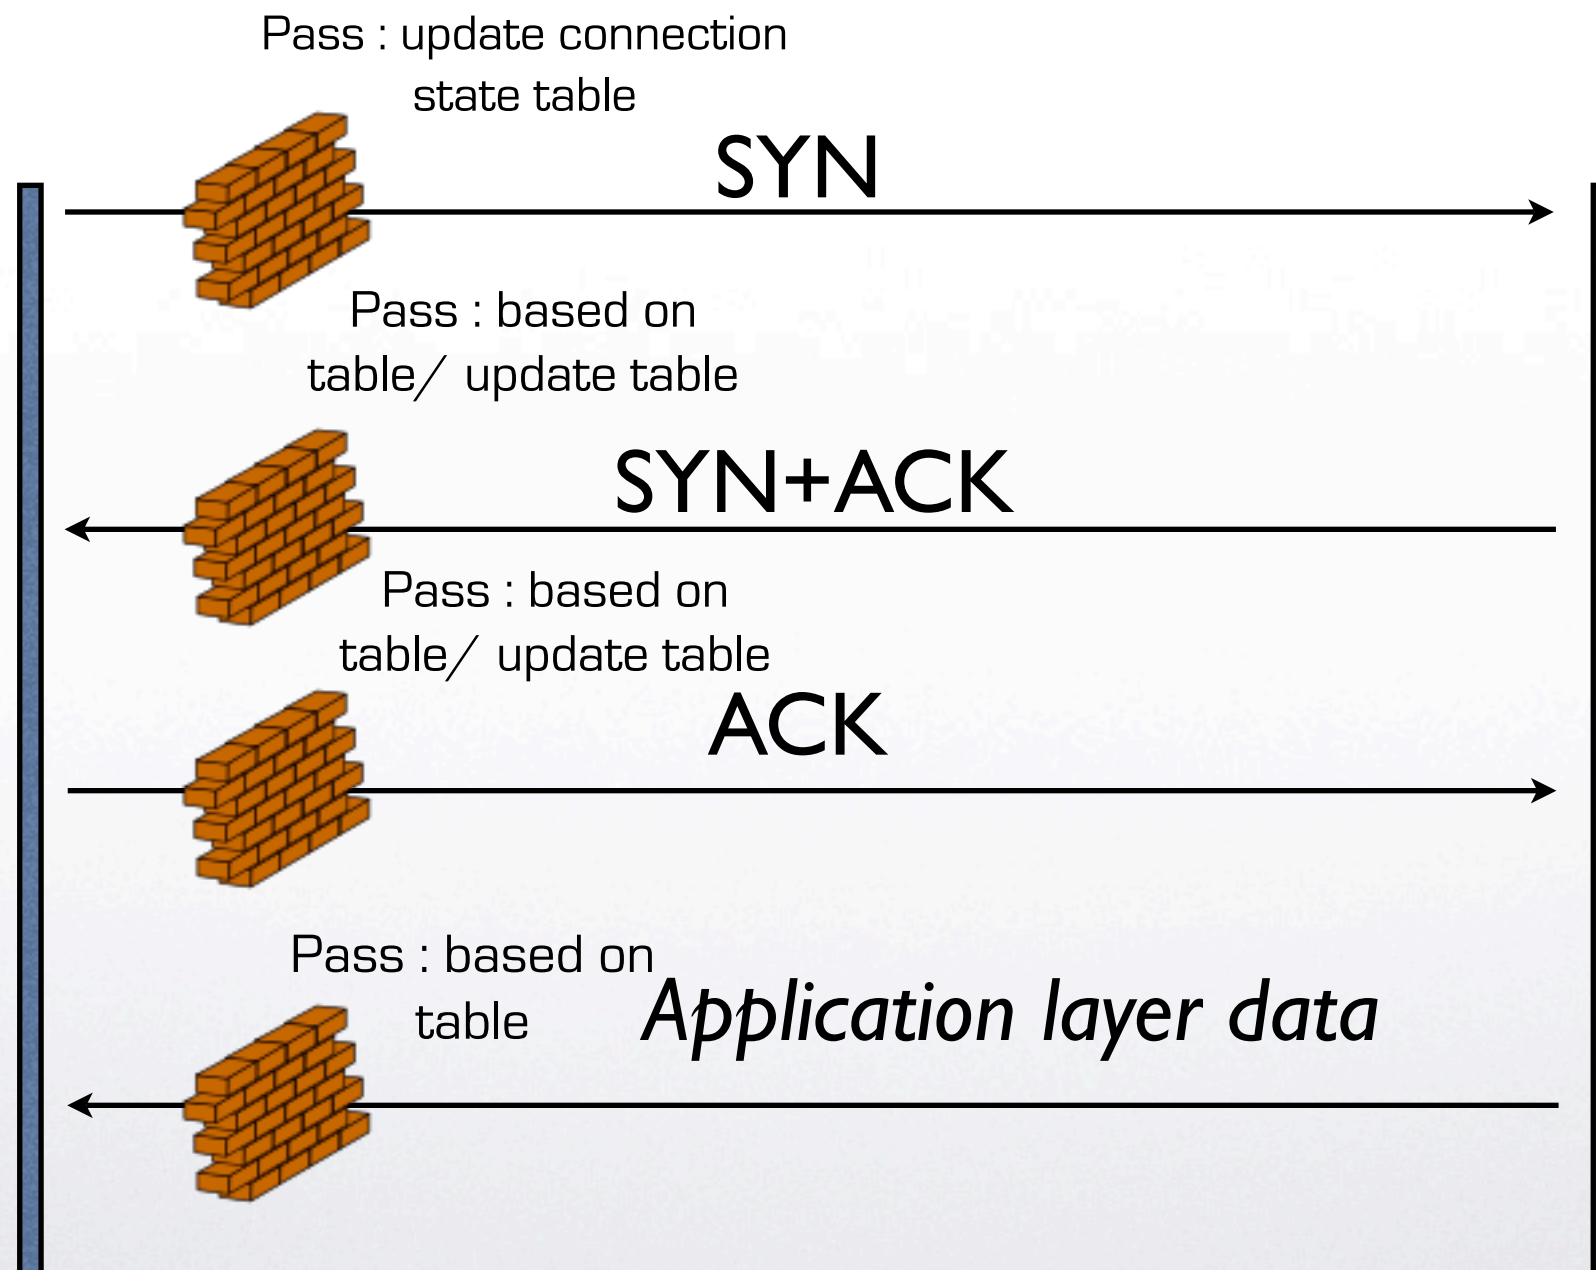 Pass : update connection
state table
SYN
Pass : based on
table/ update table
SYN+ACK
Pass : based on
table/ update table
ACK
Pass : based on
table
Application layer data